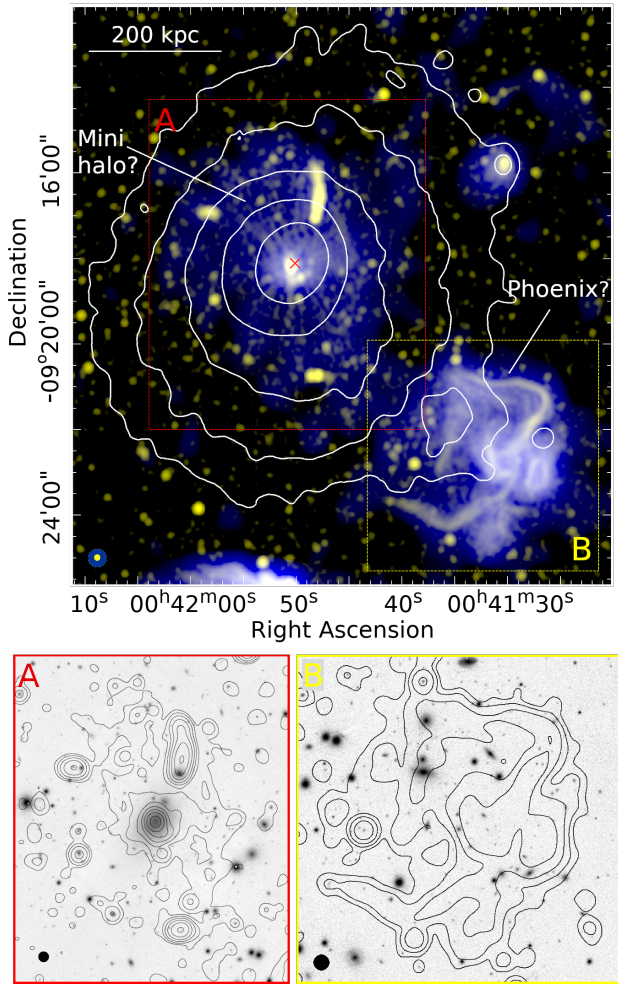 200 kpc
A
Mini
halo?
Phoenix?
B
Declination
16'00"
-09°20'00"
24'00"
10ˢ 00ʰ42ᵐ00ˢ 50ˢ 40ˢ 00ʰ41ᵐ30ˢ
Right Ascension
A
B